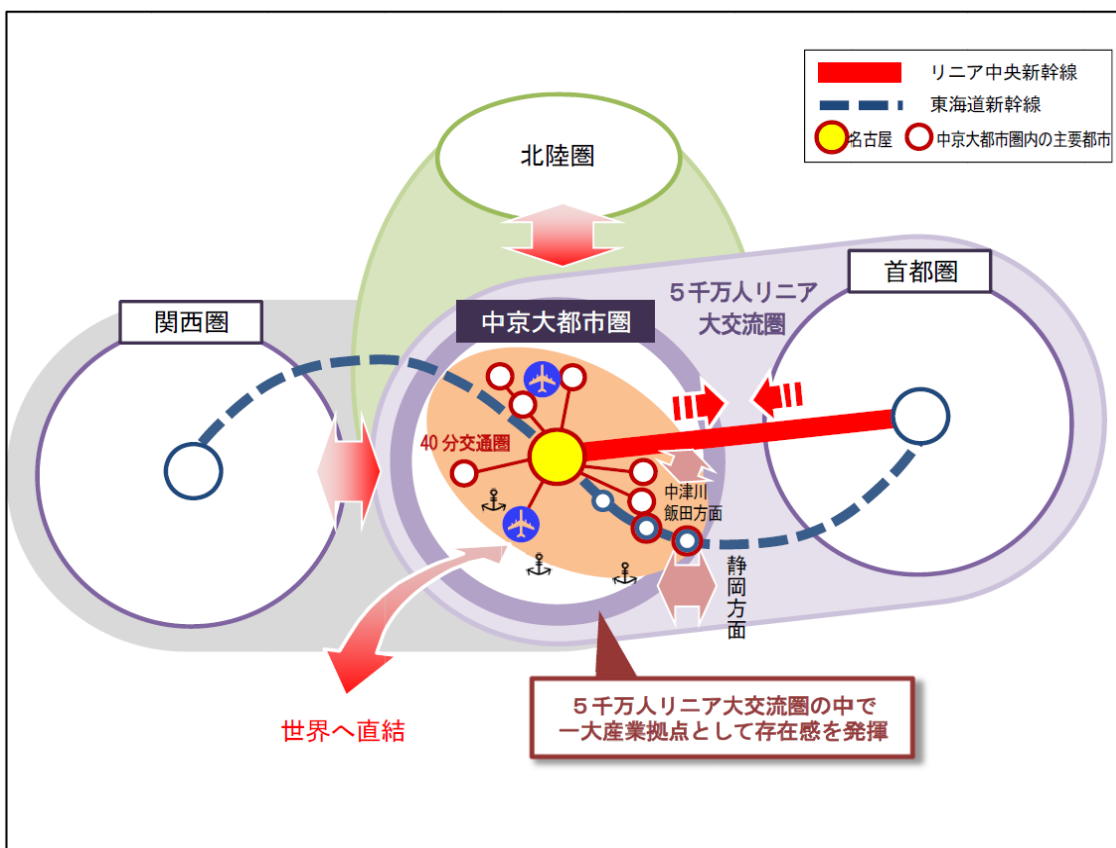 リニア中央新幹線
東海道新幹線
名古屋
中京大都市圏内の主要都市
北陸圏
首都圏
5千万人リニア
大交流圏
関西圏
中京大都市圏
40分交通圏
中津川
飯田方面
静岡方面
5千万人リニア大交流圏の中で
一大産業拠点として存在感を発揮
世界へ直結